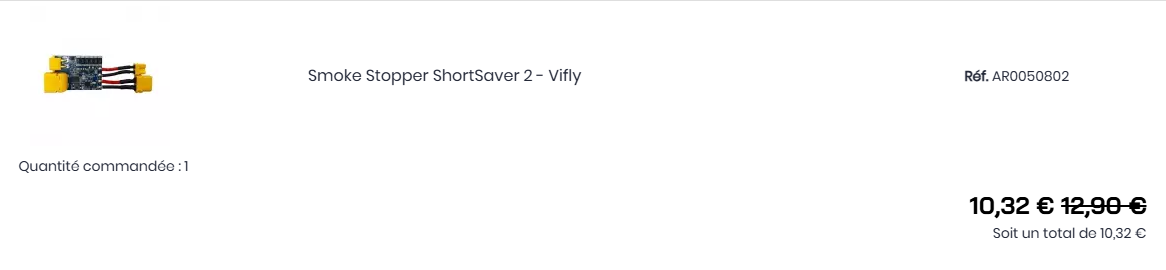 Smoke Stopper ShortSaver 2 - Vifly
Réf. AR0050802
Quantité commandée : 1
10,32 € 12,90 €
Soit un total de 10,32 €